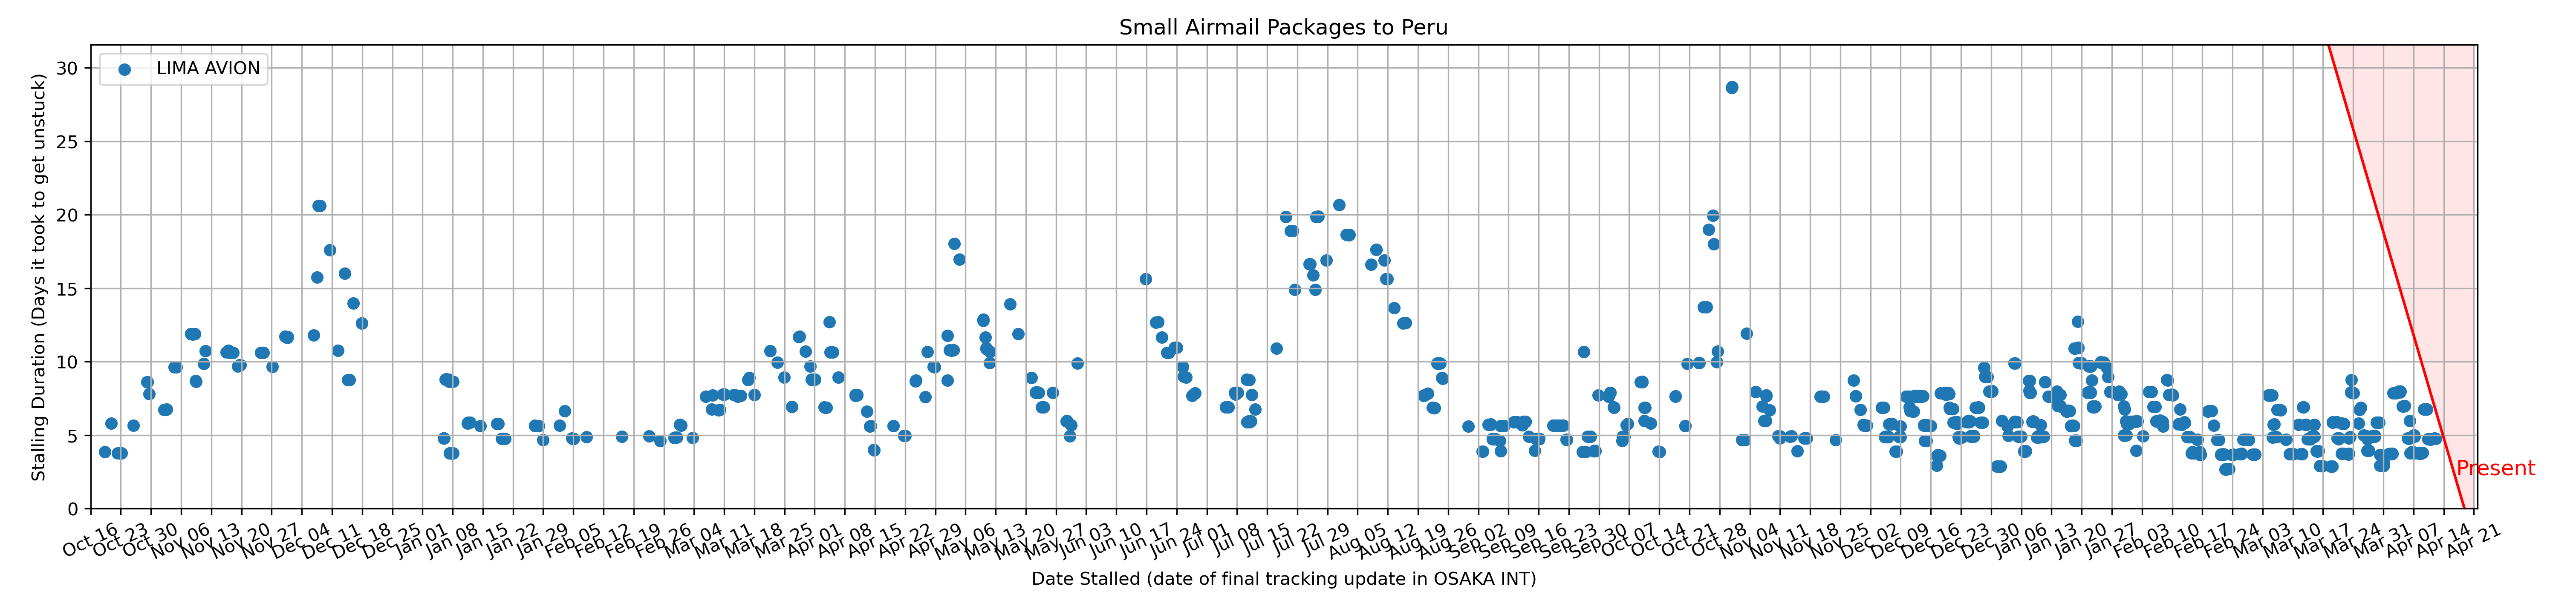 Small Airmail Packages to Peru
LIMA AVION
Stalling Duration (Days it took to get unstuck)
30
25
20
15
10
5
0
Present
Oct 16
Oct 23
Oct 30
Nov 06
Nov 13
Nov 20
Nov 27
Dec 04
Dec 11
Dec 18
Dec 25
Jan 01
Jan 08
Jan 15
Jan 22
Jan 29
Feb 05
Feb 12
Feb 19
Feb 26
Mar 04
Mar 11
Mar 18
Mar 25
Apr 01
Apr 08
Apr 15
Apr 22
Apr 29
May 06
May 13
May 20
May 27
Jun 03
Jun 10
Jun 17
Jun 24
Jul 01
Jul 08
Jul 15
Jul 22
Jul 29
Aug 05
Aug 12
Aug 19
Aug 26
Sep 02
Sep 09
Sep 16
Sep 23
Sep 30
Oct 07
Oct 14
Oct 21
Oct 28
Nov 04
Nov 11
Nov 18
Nov 25
Dec 02
Dec 09
Dec 16
Dec 23
Dec 30
Jan 06
Jan 13
Jan 20
Jan 27
Feb 03
Feb 10
Feb 17
Feb 24
Mar 03
Mar 10
Mar 17
Mar 24
Mar 31
Apr 07
Apr 14
Apr 21
Date Stalled (date of final tracking update in OSAKA INT)